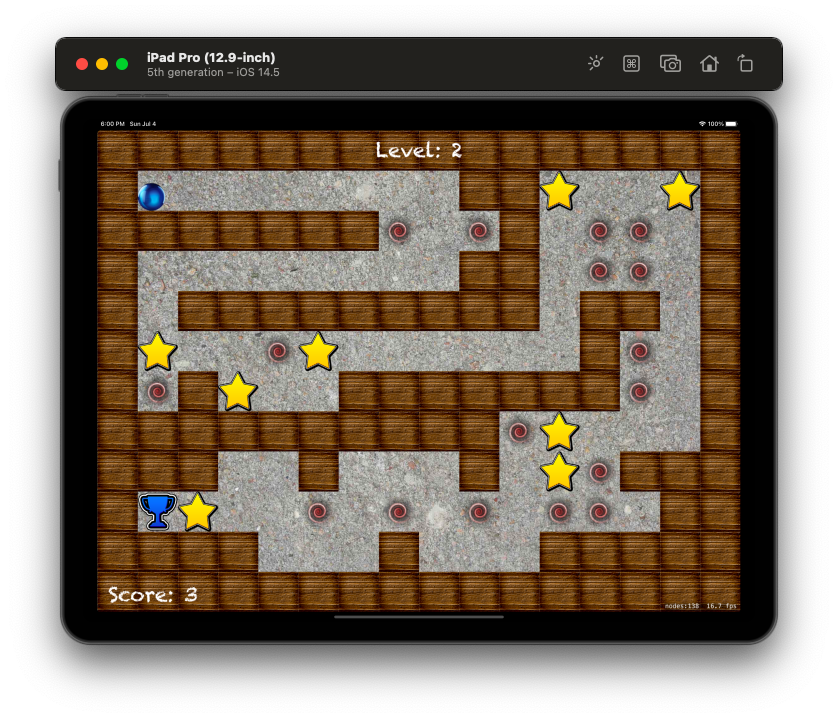 iPad Pro (12.9-inch)
5th generation – iOS 14.5
6:00 PM Sun Jul 4
100%
Level: 2
Score: 3
nodes:138 16.7 fps